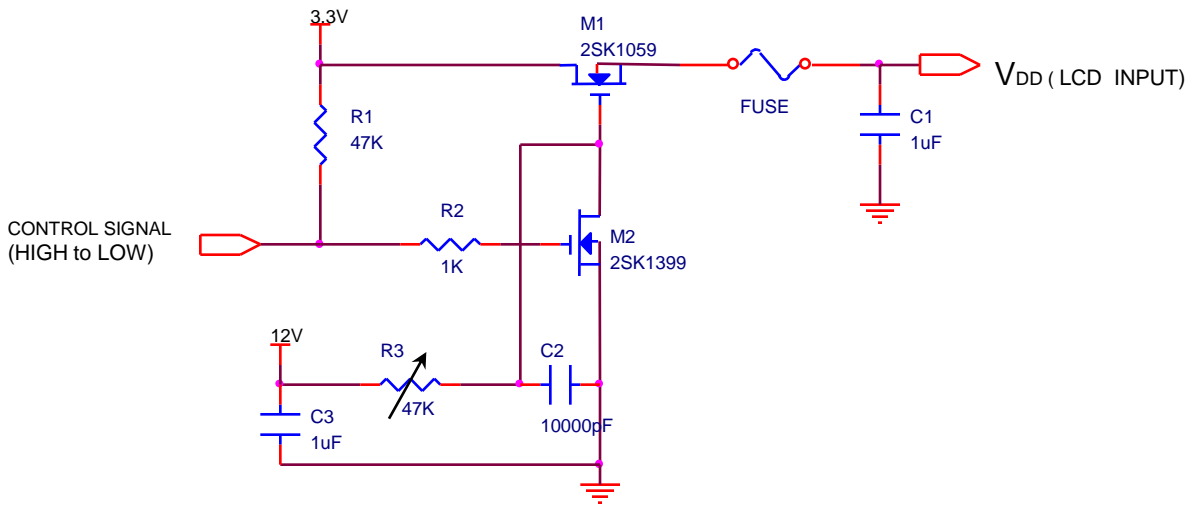 3.3V
M1
2SK1059
FUSE
VDD ( LCD INPUT)
R1
47K
C1
1uF
CONTROL SIGNAL
(HIGH to LOW)
R2
1K
M2
2SK1399
12V
R3
47K
C2
10000pF
C3
1uF